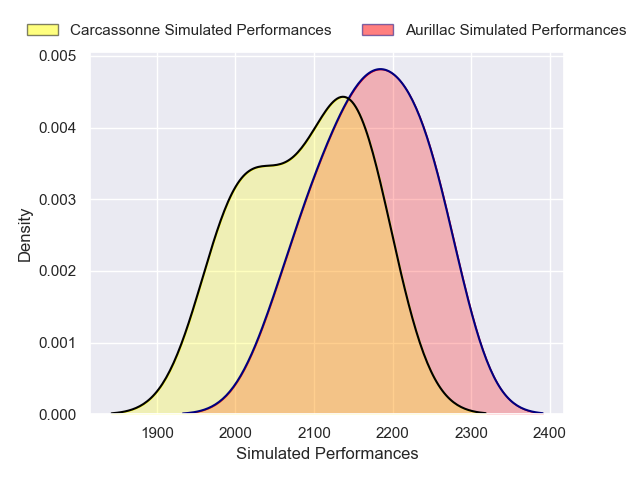 Carcassonne Simulated Performances Aurillac Simulated Performances
0.005
0.004
0.003
0.002
0.001
0.000
Density
1900 2000 2100 2200 2300 2400
Simulated Performances